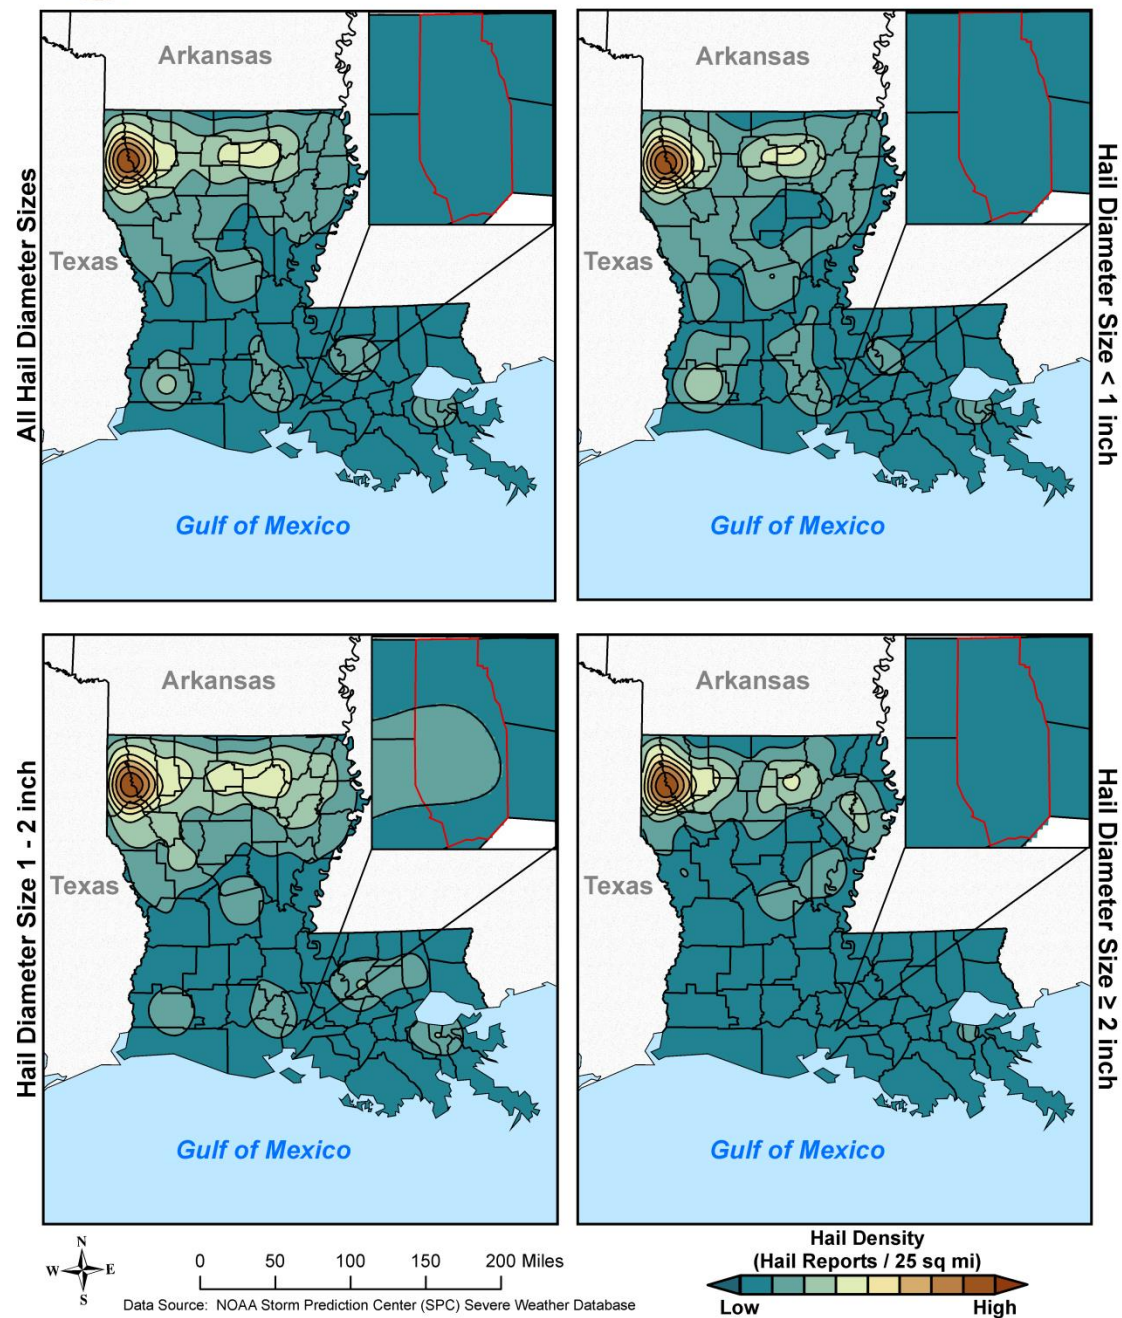 All Hail Diameter Sizes
Arkansas
Texas
Gulf of Mexico
Hail Diameter Size < 1 inch
Arkansas
Texas
Gulf of Mexico
Hail Diameter Size 1 - 2 inch
Arkansas
Texas
Gulf of Mexico
Hail Diameter Size ≥ 2 inch
Arkansas
Texas
Gulf of Mexico
N
W E
S
0 50 100 150 200 Miles
Data Source: NOAA Storm Prediction Center (SPC) Severe Weather Database
Hail Density
(Hail Reports / 25 sq mi)
Low High